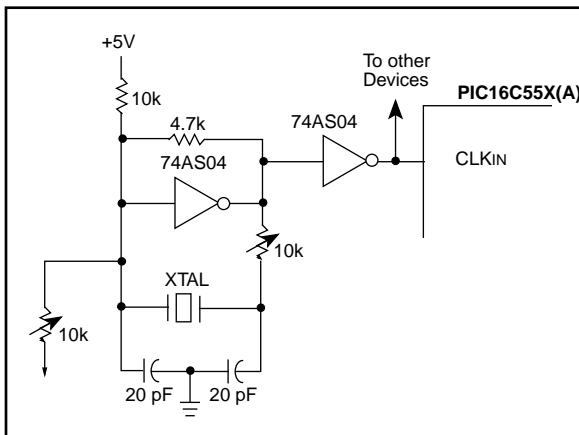 +5V
To other
Devices
PIC16C55X(A)
10k
4.7k
74AS04
74AS04
CLKIN
10k
XTAL
10k
20 pF
20 pF